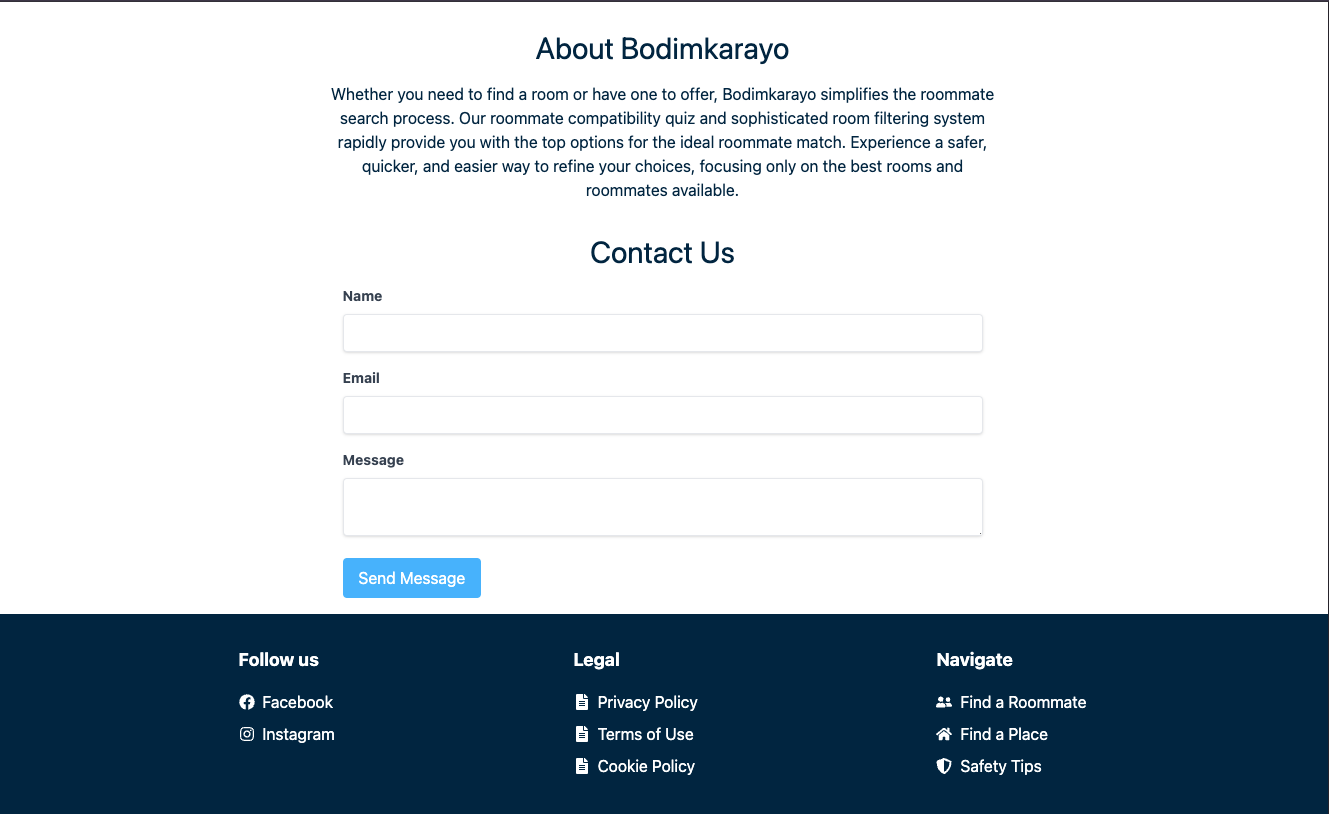 About Bodimkarayo
Whether you need to find a room or have one to offer, Bodimkarayo simplifies the roommate
search process. Our roommate compatibility quiz and sophisticated room filtering system
rapidly provide you with the top options for the ideal roommate match. Experience a safer,
quicker, and easier way to refine your choices, focusing only on the best rooms and
roommates available.
Contact Us
Name
Email
Message
Send Message
Follow us
Facebook
Instagram
Legal
Privacy Policy
Terms of Use
Cookie Policy
Navigate
Find a Roommate
Find a Place
Safety Tips